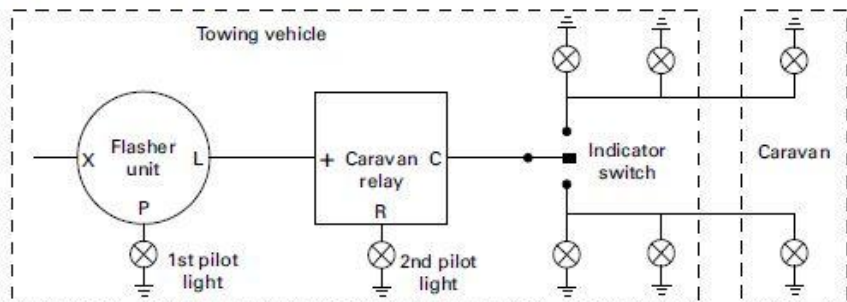 Towing vehicle
Flasher
unit
X
L
P
1st pilot
light
+
Caravan
relay
C
R
2nd pilot
light
Indicator
switch
Caravan